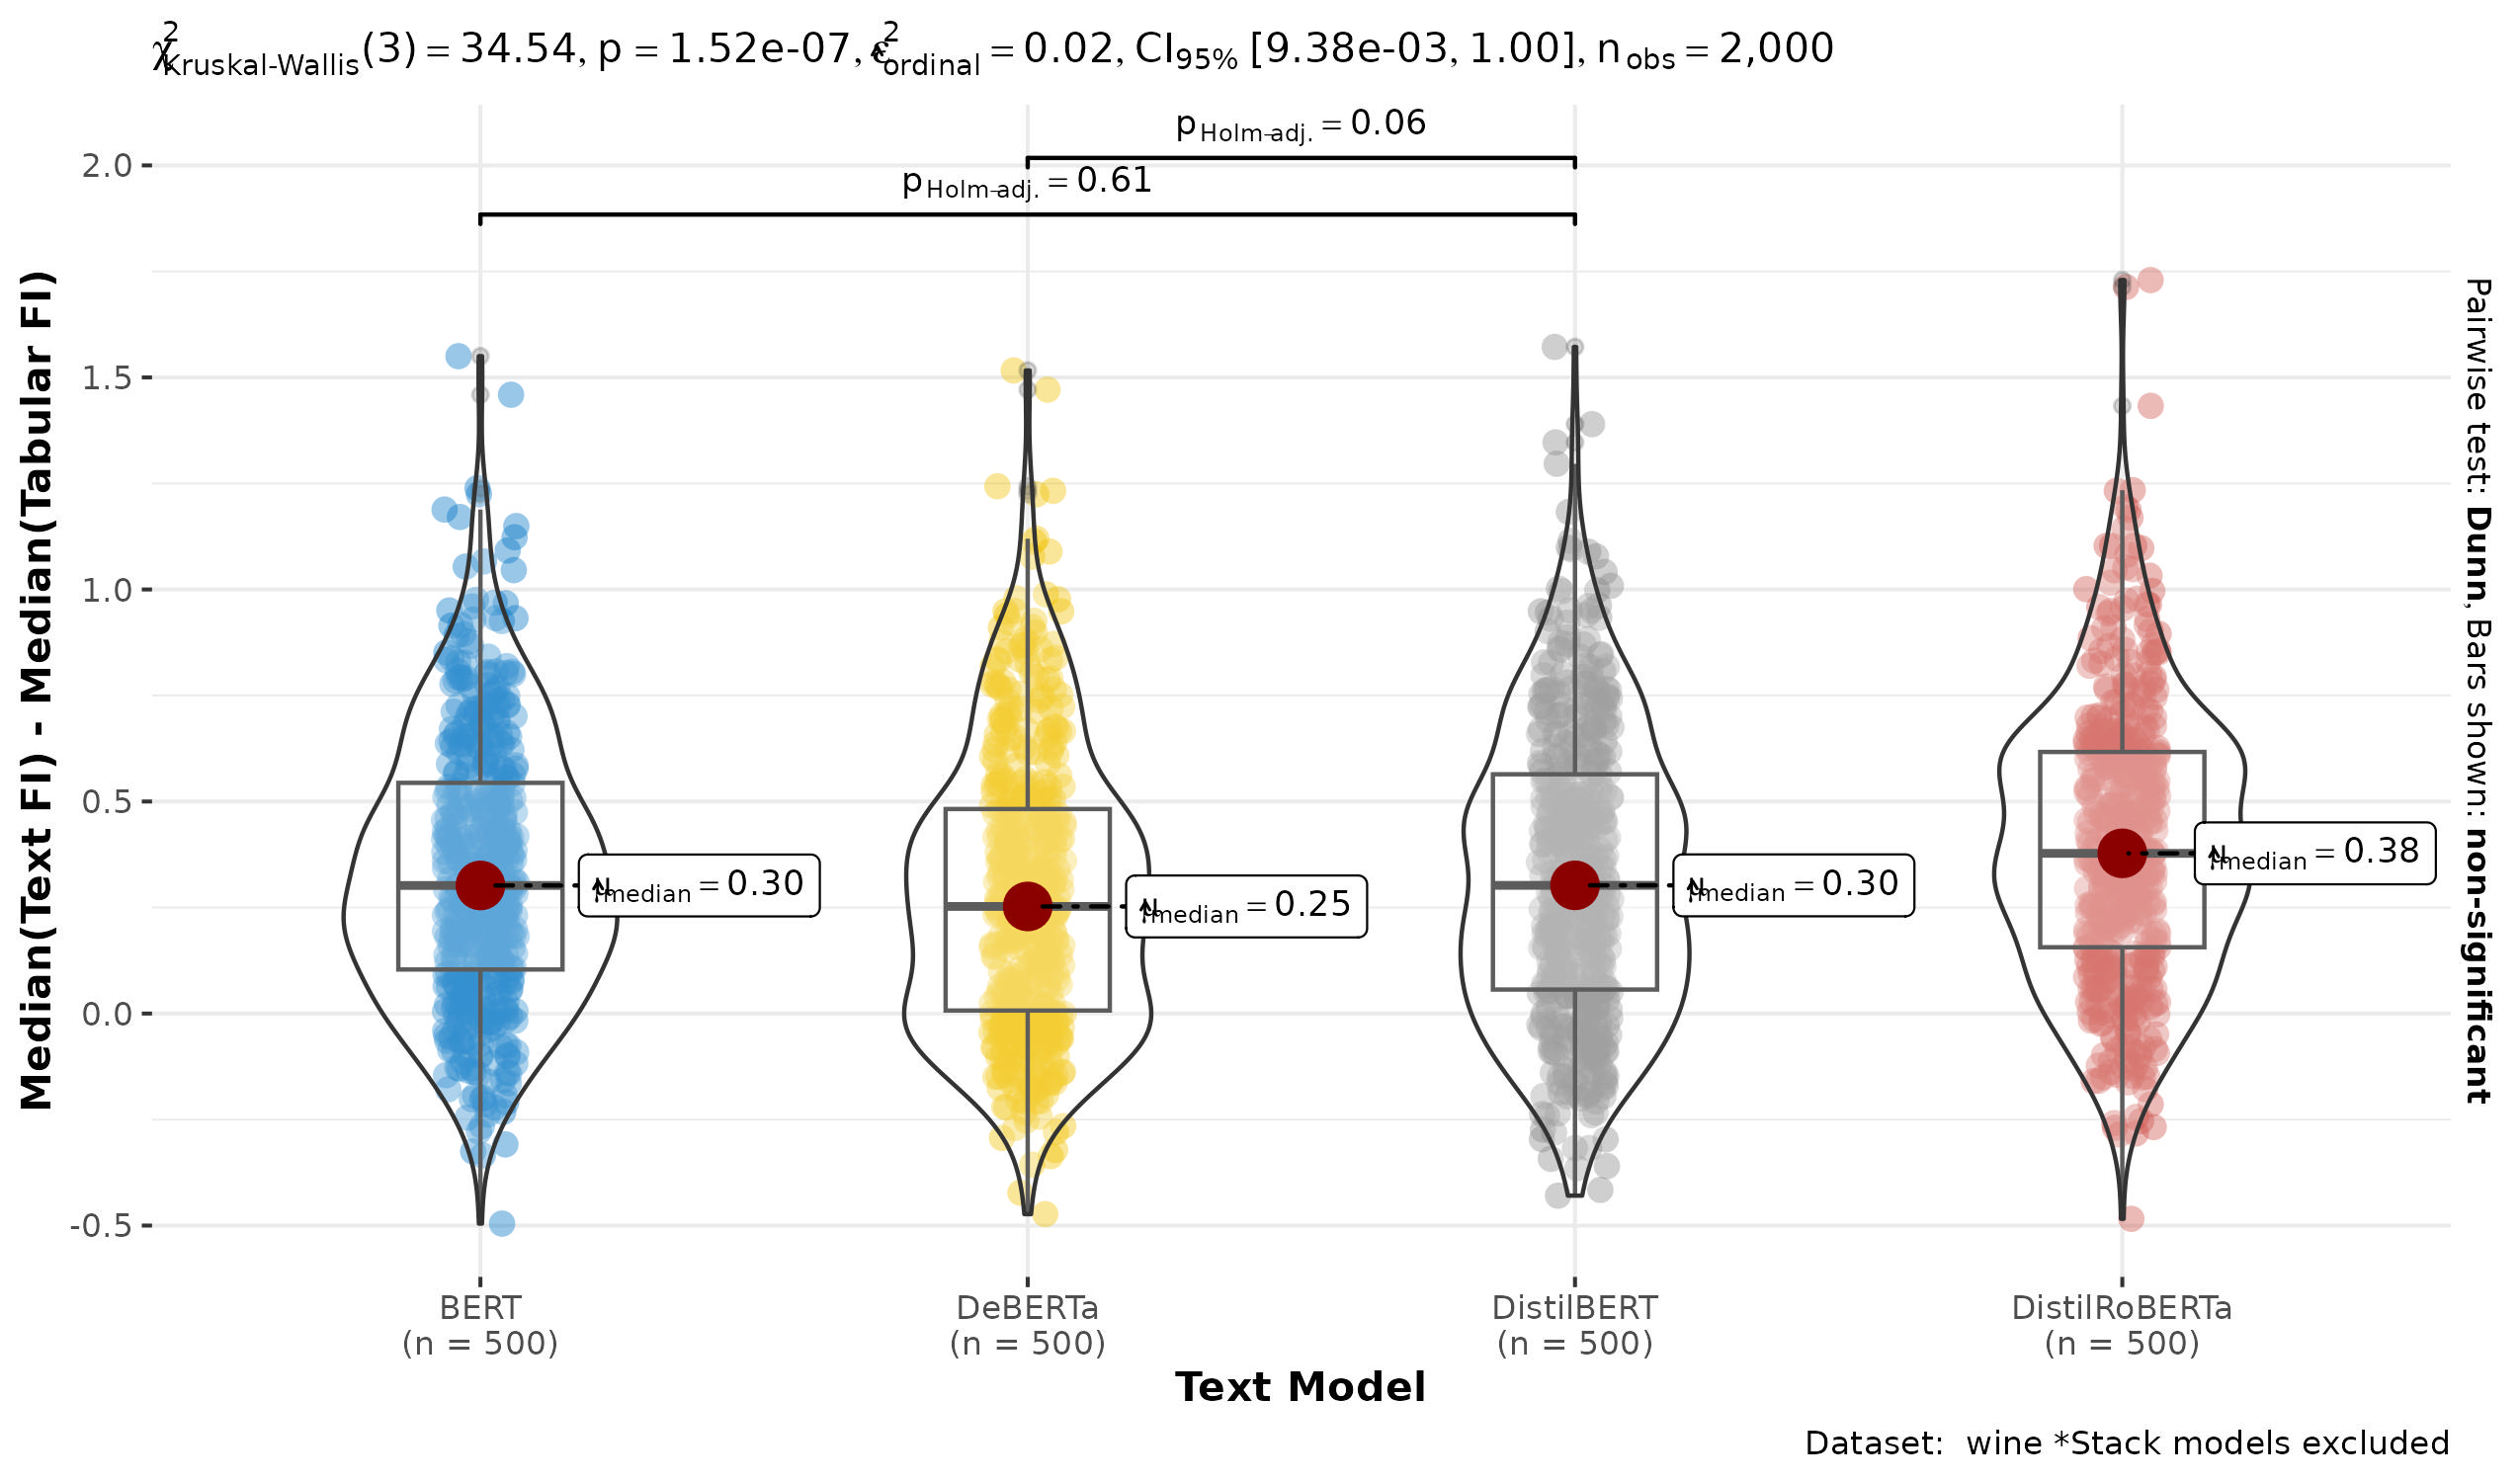 χ²Kruskal-Wallis(3) = 34.54, p = 1.52e-07, ε̂²ordinal = 0.02, CI95% [9.38e-03, 1.00], nobs = 2,000
pHolm-adj. = 0.06
pHolm-adj. = 0.61
Median(Text FI) - Median(Tabular FI)
2.0
1.5
1.0
0.5
0.0
-0.5
μ̂median = 0.30
μ̂median = 0.25
μ̂median = 0.30
μ̂median = 0.38
Pairwise test: Dunn, Bars shown: non-significant
BERT
(n = 500)
DeBERTa
(n = 500)
DistilBERT
(n = 500)
DistilRoBERTa
(n = 500)
Text Model
Dataset: wine *Stack models excluded